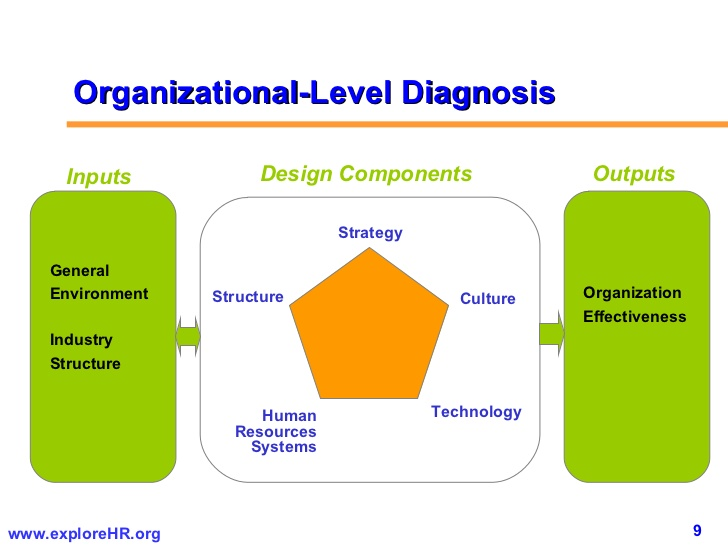 Organizational-Level Diagnosis
Inputs
Design Components
Outputs
General
Environment
Industry
Structure
Strategy
Structure
Culture
Human
Resources
Systems
Technology
Organization
Effectiveness
www.exploreHR.org
9